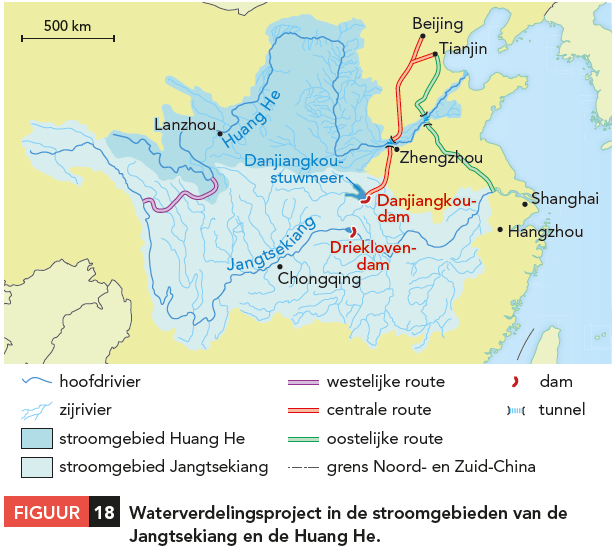 500 km
Beijing
Tianjin
Lanzhou
Huang He
Zhengzhou
Danjiangkou-
stuwmeer
Danjiangkou-
dam
Shanghai
Hangzhou
Jangtsekiang
Driekloven-
dam
Chongqing
hoofdrivier
zijrivier
stroomgebied Huang He
stroomgebied Jangtsekiang
westelijke route
centrale route
oostelijke route
grens Noord- en Zuid-China
dam
tunnel
FIGUUR 18 Waterverdelingsproject in de stroomgebieden van de
Jangtsekiang en de Huang He.